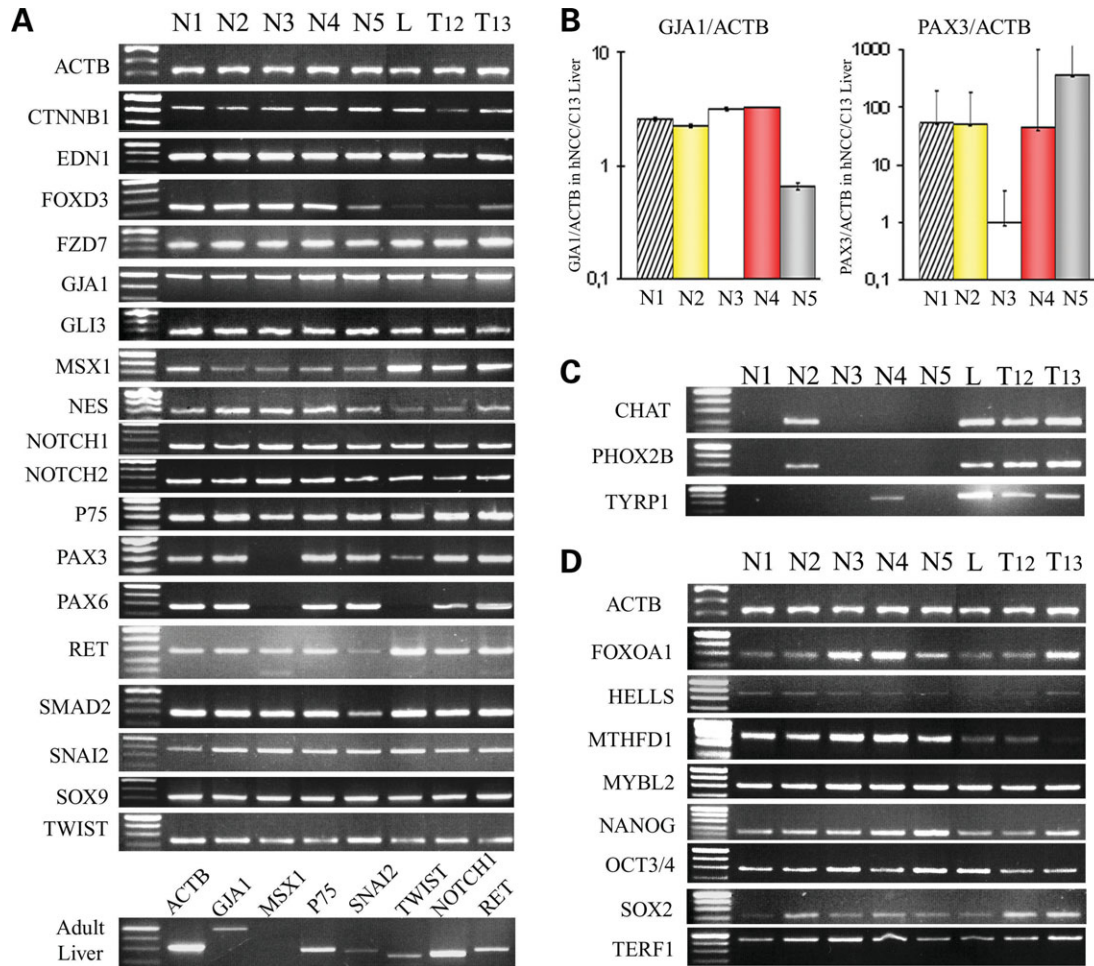 A
N1 N2 N3 N4 N5 L T12 T13
ACTB
CTNNB1
EDN1
FOXD3
FZD7
GJA1
GLI3
MSX1
NES
NOTCH1
NOTCH2
P75
PAX3
PAX6
RET
SMAD2
SNAI2
SOX9
TWIST
ACTB GJA1 MSX1 P75 SNAI2 TWIST NOTCH1 RET
Adult
Liver
B
GJA1/ACTB
GJA1/ACTB in hNCC/C13 Liver
10
1
0,1
N1 N2 N3 N4 N5
PAX3/ACTB
PAX3/ACTB in hNCC/C13 Liver
1000
100
10
1
0,1
N1 N2 N3 N4 N5
C
N1 N2 N3 N4 N5 L T12 T13
CHAT
PHOX2B
TYRP1
D
N1 N2 N3 N4 N5 L T12 T13
ACTB
FOXOA1
HELLS
MTHFD1
MYBL2
NANOG
OCT3/4
SOX2
TERF1